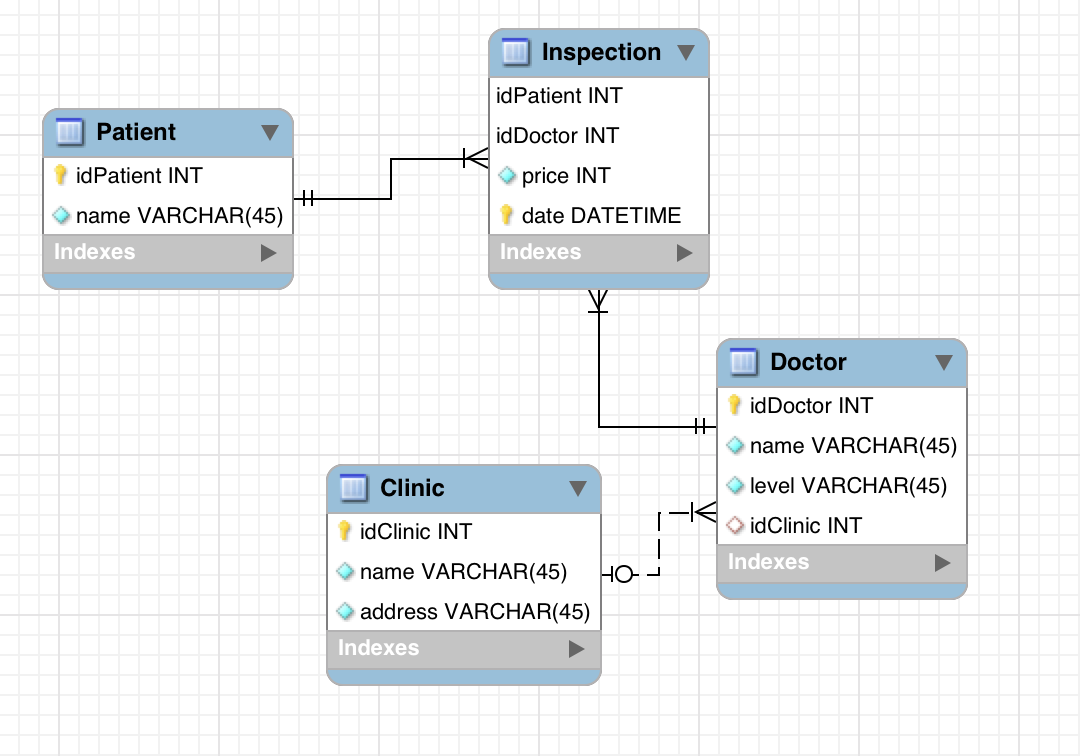 Patient
idPatient INT
name VARCHAR(45)
Indexes
Inspection
idPatient INT
idDoctor INT
price INT
date DATETIME
Indexes
Doctor
idDoctor INT
name VARCHAR(45)
level VARCHAR(45)
idClinic INT
Indexes
Clinic
idClinic INT
name VARCHAR(45)
address VARCHAR(45)
Indexes